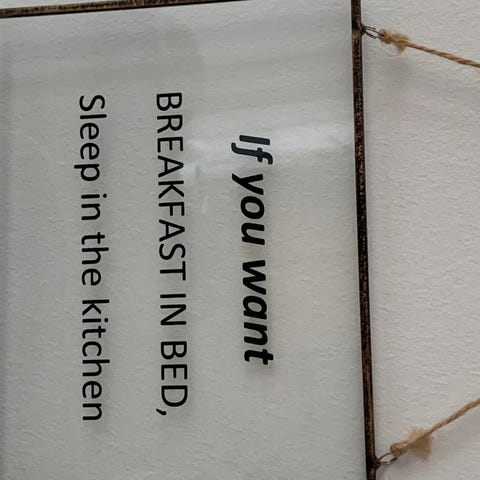 If you want
BREAKFAST IN BED,
Sleep in the kitchen